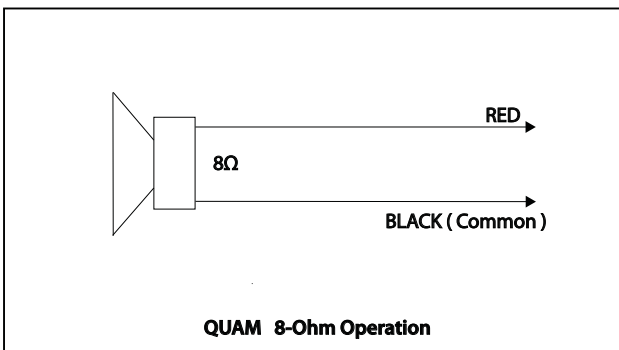 RED
8Ω
BLACK ( Common )
QUAM 8-Ohm Operation